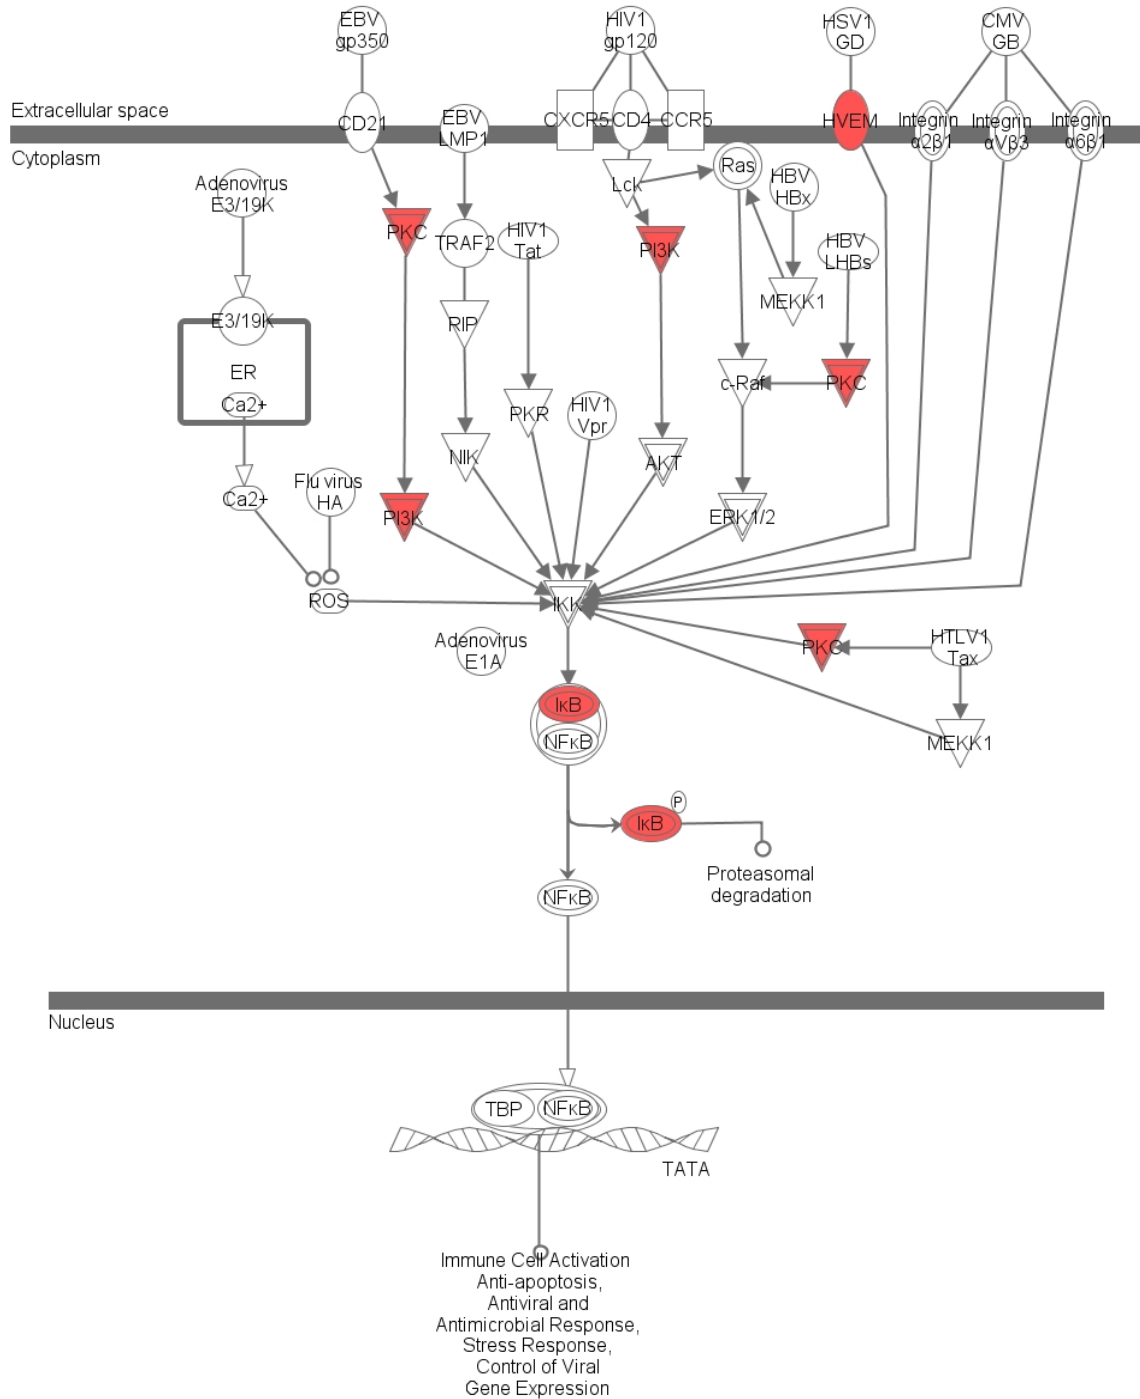 EBV
gp350
HIV1
gp120
HSV1
GD
CMV
GB
Extracellular space
CD21
EBV
LMP1
CXCR5
CD4
CCR5
HVEM
Integrin
α2β1
Integrin
αVβ3
Integrin
α6β1
Cytoplasm
Adenovirus
E3/19K
PKC
TRAF2
HIV1
Tat
Lck
PI3K
Ras
HBV
HBx
HBV
LHBs
MEKK1
E3/19K
RIP
ER
Ca2+
PKR
HIV1
Vpr
c-Raf
PKC
NIK
AKT
Ca2+
Flu virus
HA
PI3K
ERK1/2
ROS
IKK
Adenovirus
E1A
PKC
HTLV1
Tax
IκB
NFκB
MEKK1
P
IκB
Proteasomal
degradation
NFκB
Nucleus
TBP
NFκB
TATA
Immune Cell Activation
Anti-apoptosis,
Antiviral and
Antimicrobial Response,
Stress Response,
Control of Viral
Gene Expression